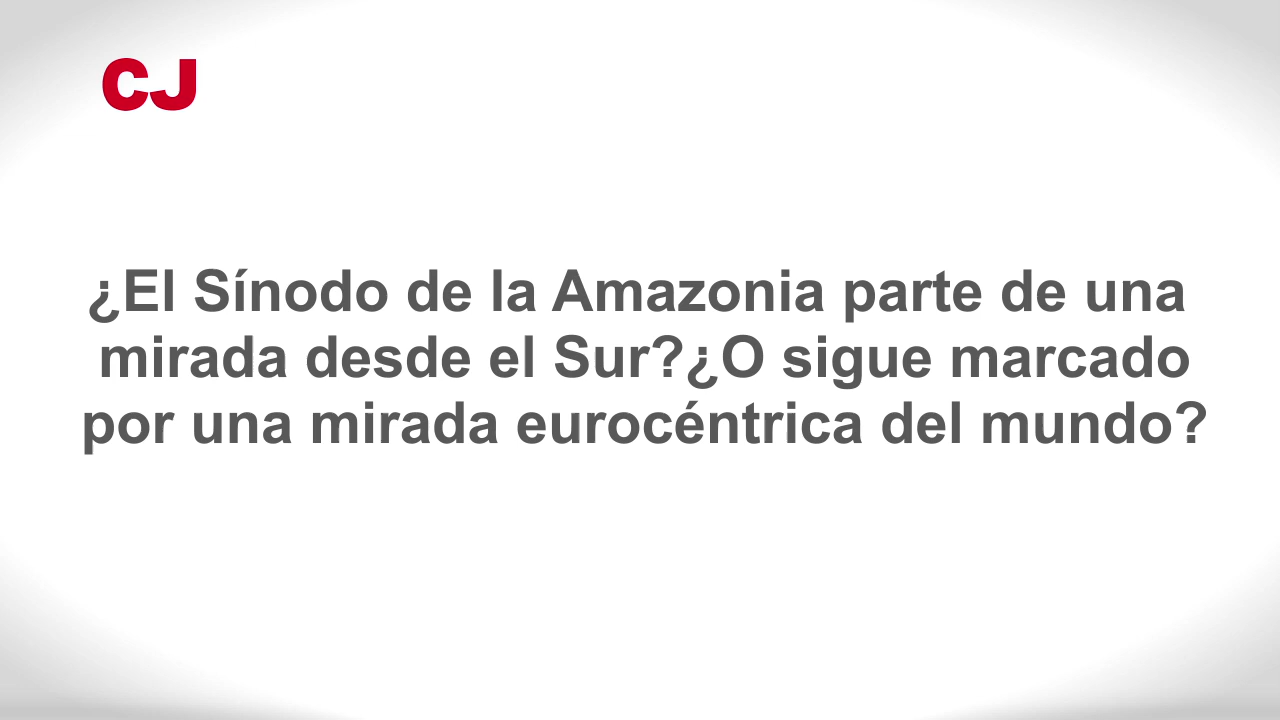 CJ
¿El Sínodo de la Amazonia parte de una
mirada desde el Sur?¿O sigue marcado
por una mirada eurocéntrica del mundo?